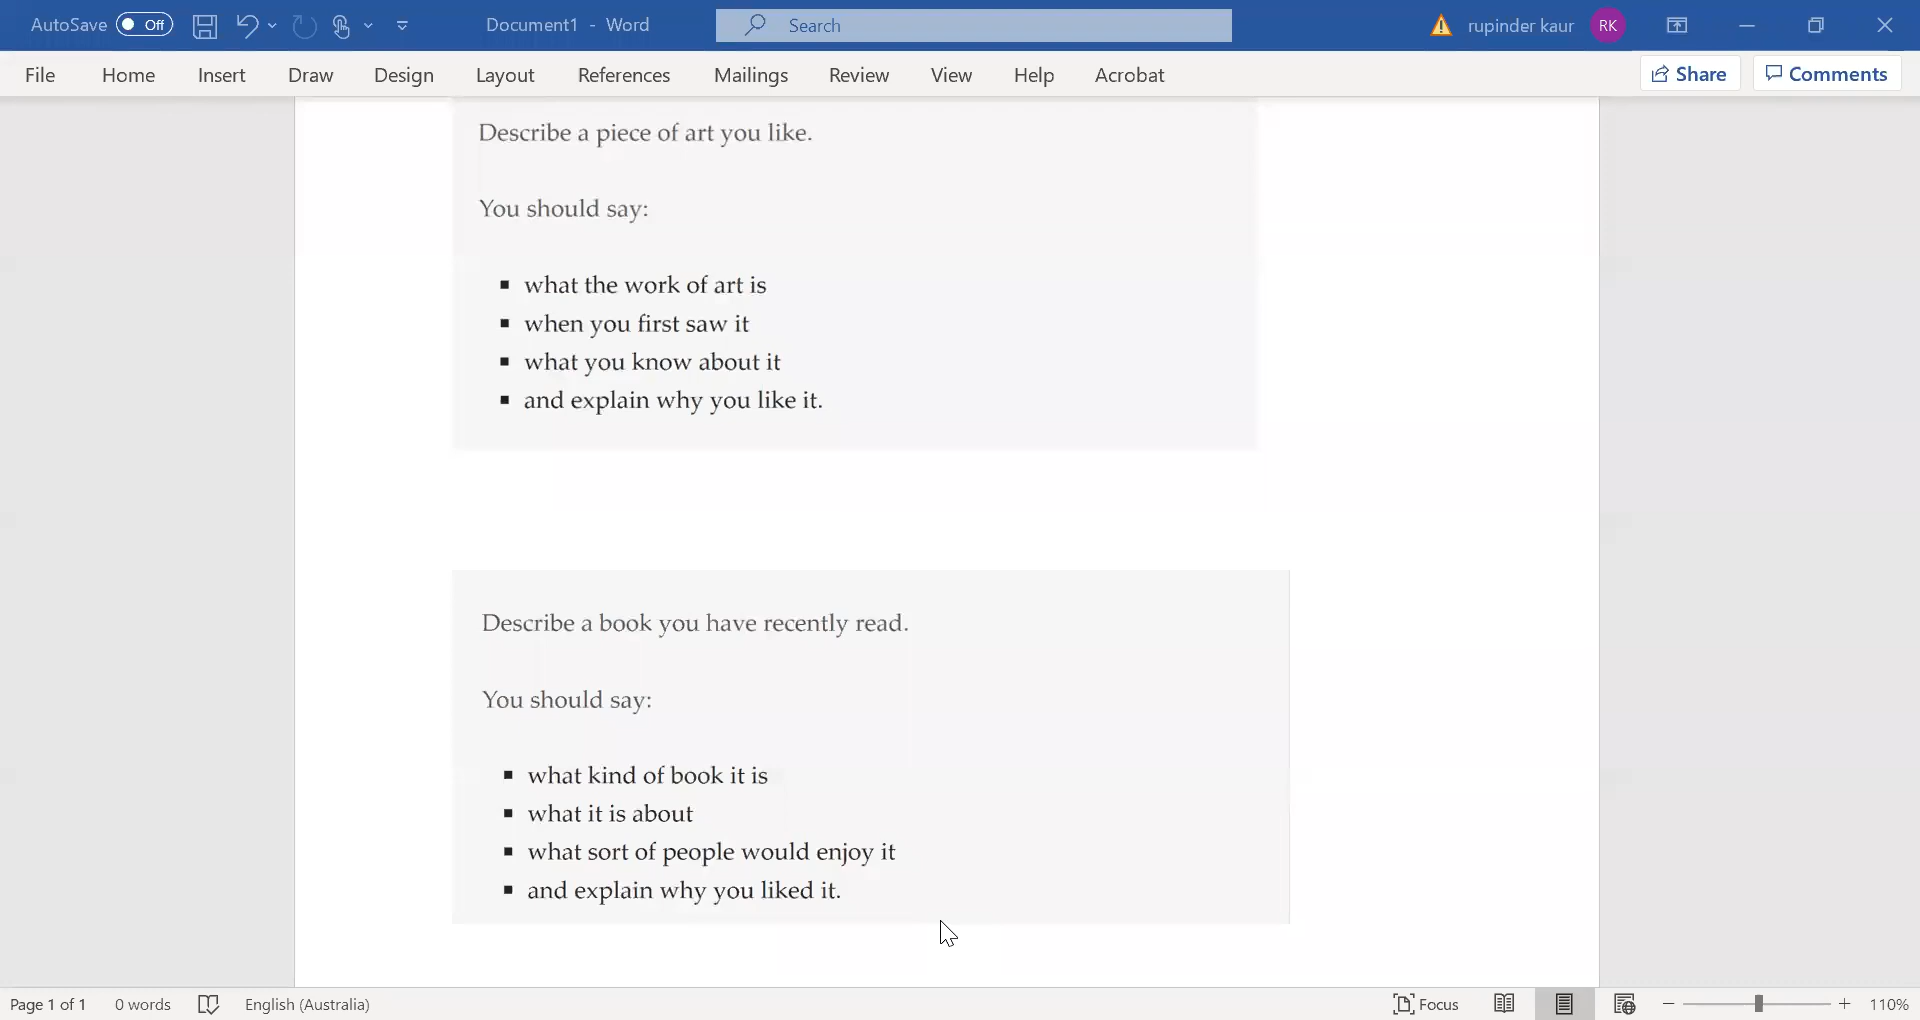 AutoSave Off Document1 - Word Search rupinder kaur RK
File Home Insert Draw Design Layout References Mailings Review View Help Acrobat Share Comments
Describe a piece of art you like.
You should say:
▪ what the work of art is
▪ when you first saw it
▪ what you know about it
▪ and explain why you like it.
Describe a book you have recently read.
You should say:
▪ what kind of book it is
▪ what it is about
▪ what sort of people would enjoy it
▪ and explain why you liked it.
Page 1 of 1 0 words English (Australia) Focus 110%